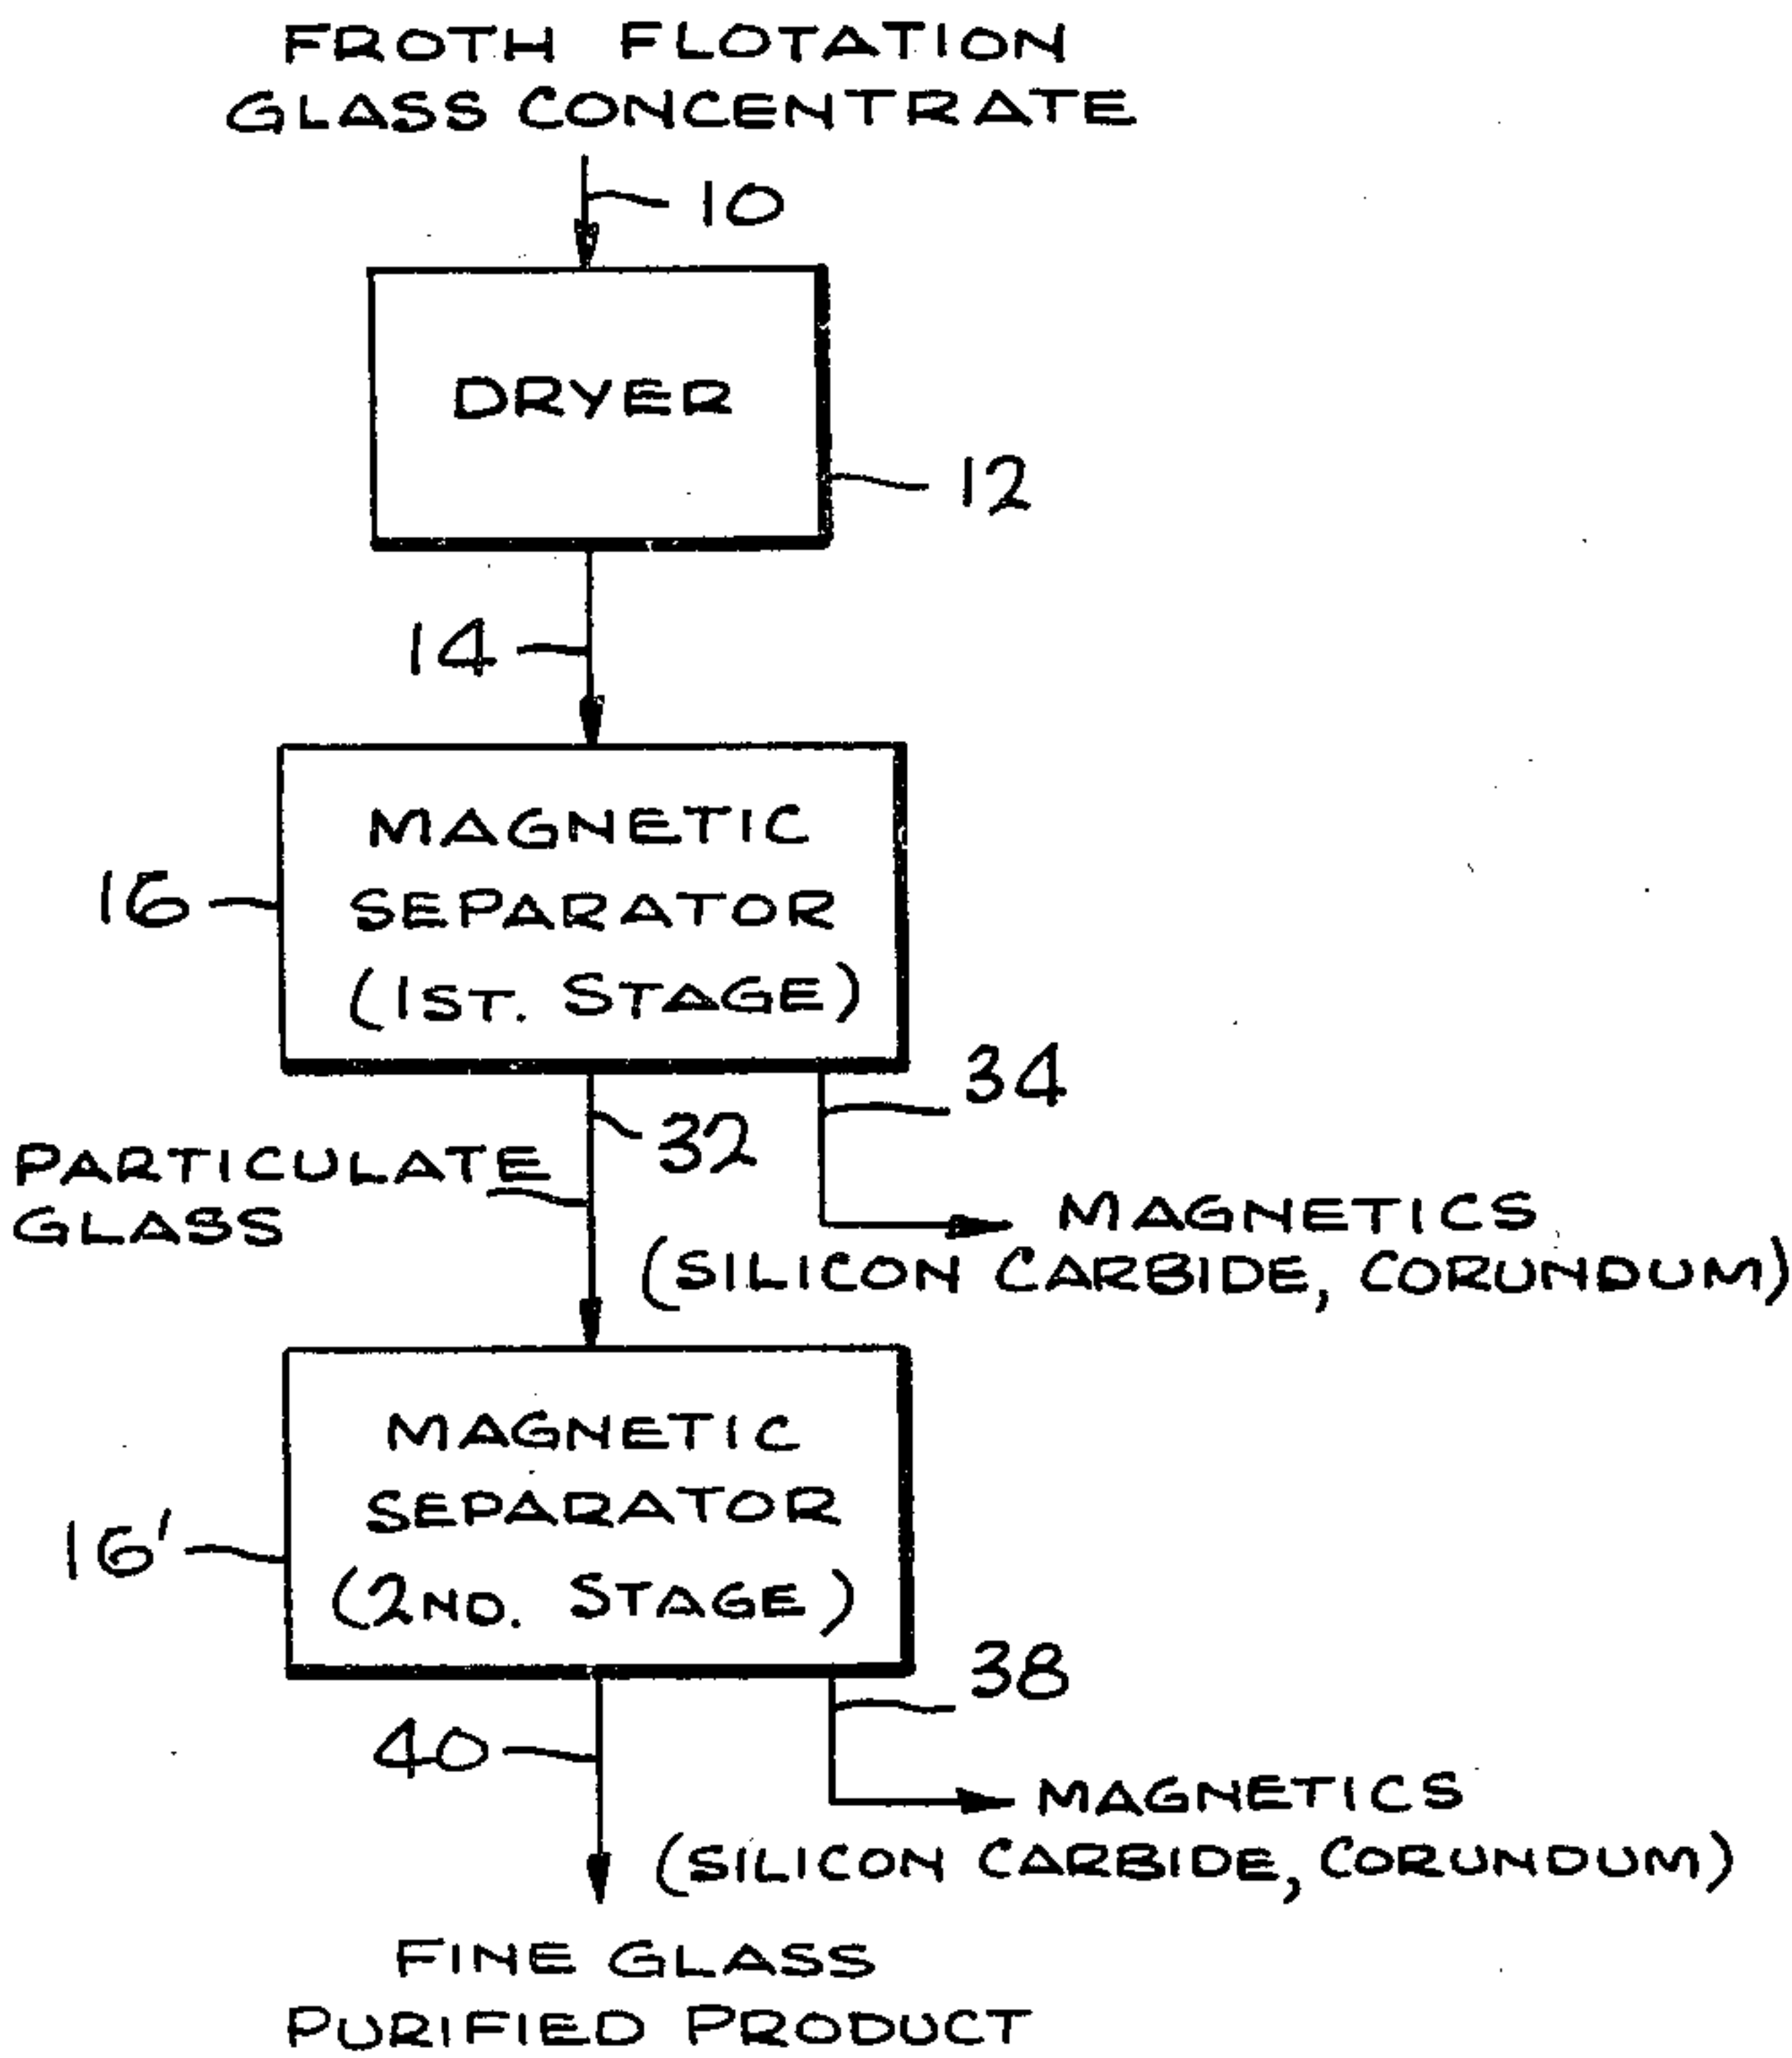 FROTH FLOTATION
GLASS CONCENTRATE
10
DRYER
12
14
MAGNETIC
SEPARATOR
(1ST. STAGE)
16
34
32
PARTICULATE
GLASS
MAGNETICS
(SILICON CARBIDE, CORUNDUM)
MAGNETIC
SEPARATOR
(2ND. STAGE)
16'
38
40
MAGNETICS
(SILICON CARBIDE, CORUNDUM)
FINE GLASS
PURIFIED PRODUCT